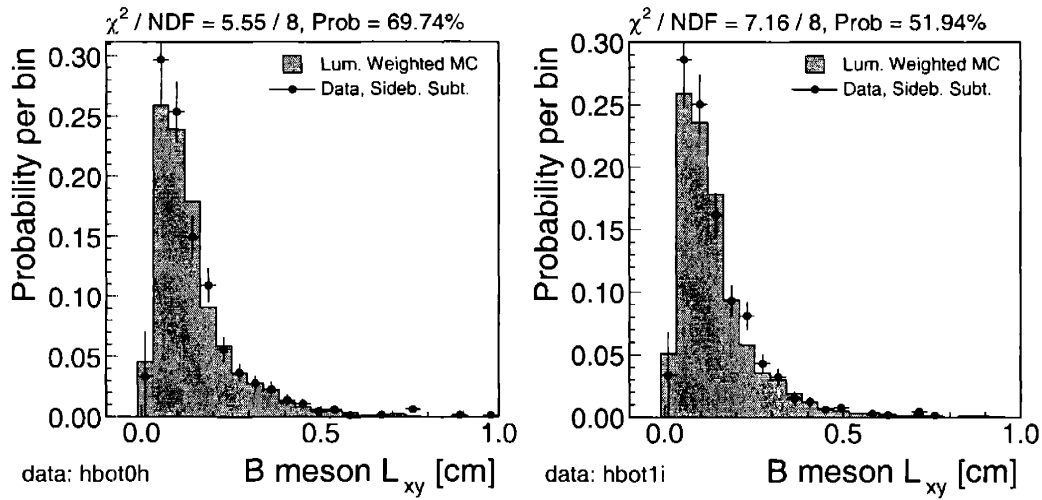 χ² / NDF = 5.55 / 8, Prob = 69.74%
Probability per bin
0.30
0.25
0.20
0.15
0.10
0.05
0.00
Lum. Weighted MC
Data, Sideb. Subt.
0.0 0.5 1.0
B meson L_xy [cm]
data: hbot0h
χ² / NDF = 7.16 / 8, Prob = 51.94%
Probability per bin
0.30
0.25
0.20
0.15
0.10
0.05
0.00
Lum. Weighted MC
Data, Sideb. Subt.
0.0 0.5 1.0
B meson L_xy [cm]
data: hbot1i